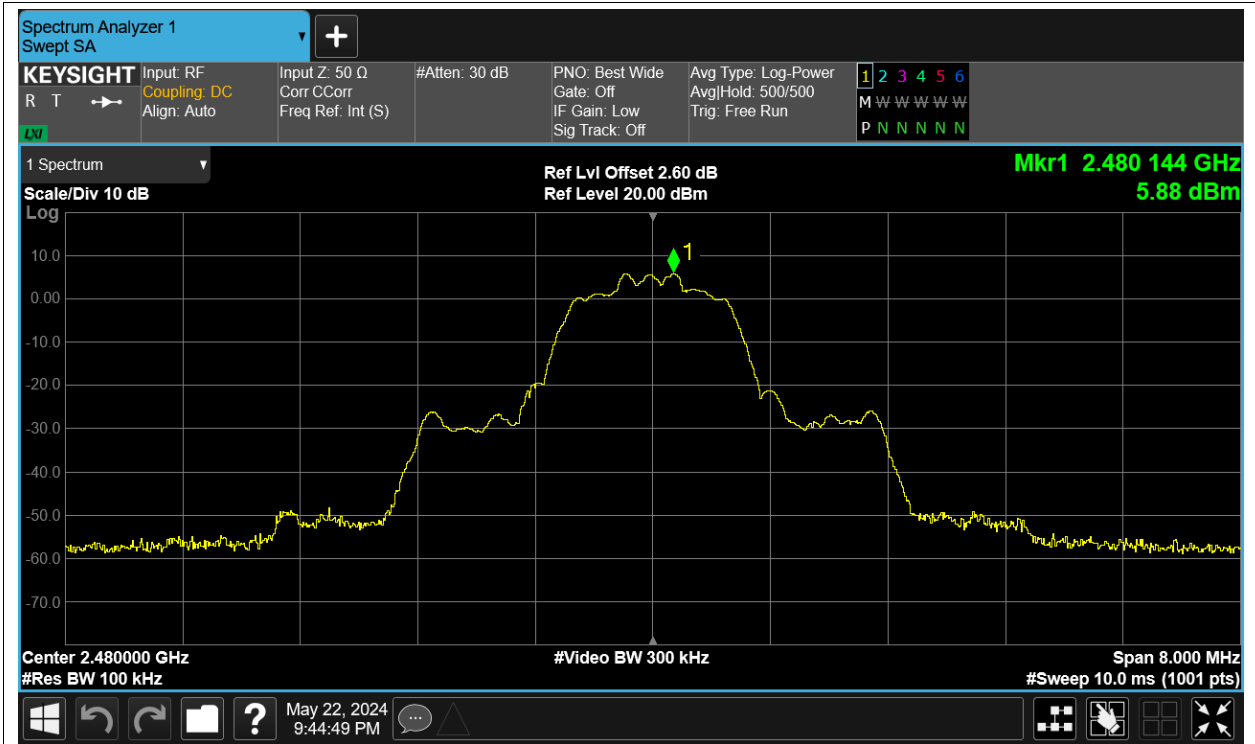 Spectrum Analyzer 1
Swept SA
KEYSIGHT
R T
LXI
Input: RF
Coupling: DC
Align: Auto
Input Z: 50 Ω
Corr CCorr
Freq Ref: Int (S)
#Atten: 30 dB
PNO: Best Wide
Gate: Off
IF Gain: Low
Sig Track: Off
Avg Type: Log-Power
Avg|Hold: 500/500
Trig: Free Run
1 2 3 4 5 6
M W W W W W
P N N N N N
1 Spectrum
Scale/Div 10 dB
Log
Ref Lvl Offset 2.60 dB
Ref Level 20.00 dBm
Mkr1 2.480 144 GHz
5.88 dBm
1
10.0
0.00
-10.0
-20.0
-30.0
-40.0
-50.0
-60.0
-70.0
Center 2.480000 GHz
#Res BW 100 kHz
#Video BW 300 kHz
Span 8.000 MHz
#Sweep 10.0 ms (1001 pts)
?
May 22, 2024
9:44:49 PM